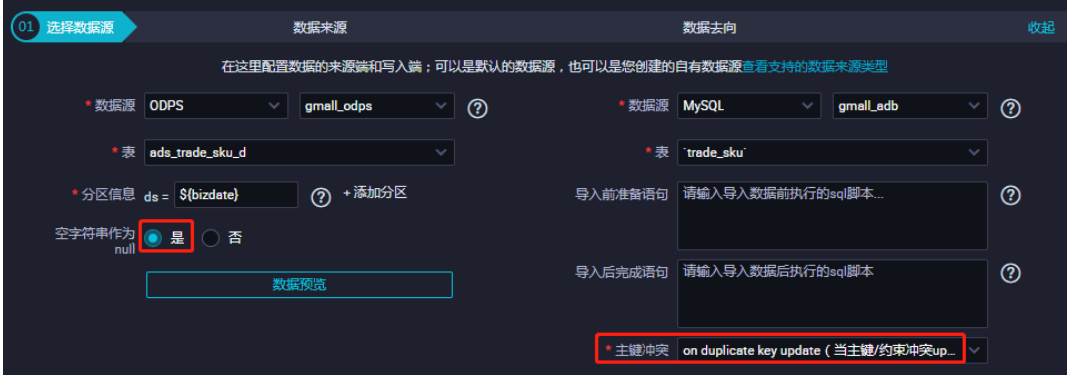 01 选择数据源 数据来源 数据去向 收起
在这里配置数据的来源端和写入端；可以是默认的数据源，也可以是您创建的自有数据源查看支持的数据来源类型
* 数据源 ODPS gmall_odps ? * 数据源 MySQL gmall_adb ?
* 表 ads_trade_sku_d * 表 `trade_sku`
* 分区信息 ds = ${bizdate} ? + 添加分区 导入前准备语句 请输入导入数据前执行的sql脚本... ?
空字符串作为 是 否
null
数据预览 导入后完成语句 请输入导入数据后执行的sql脚本 ?
* 主键冲突 on duplicate key update ( 当主键/约束冲突up...